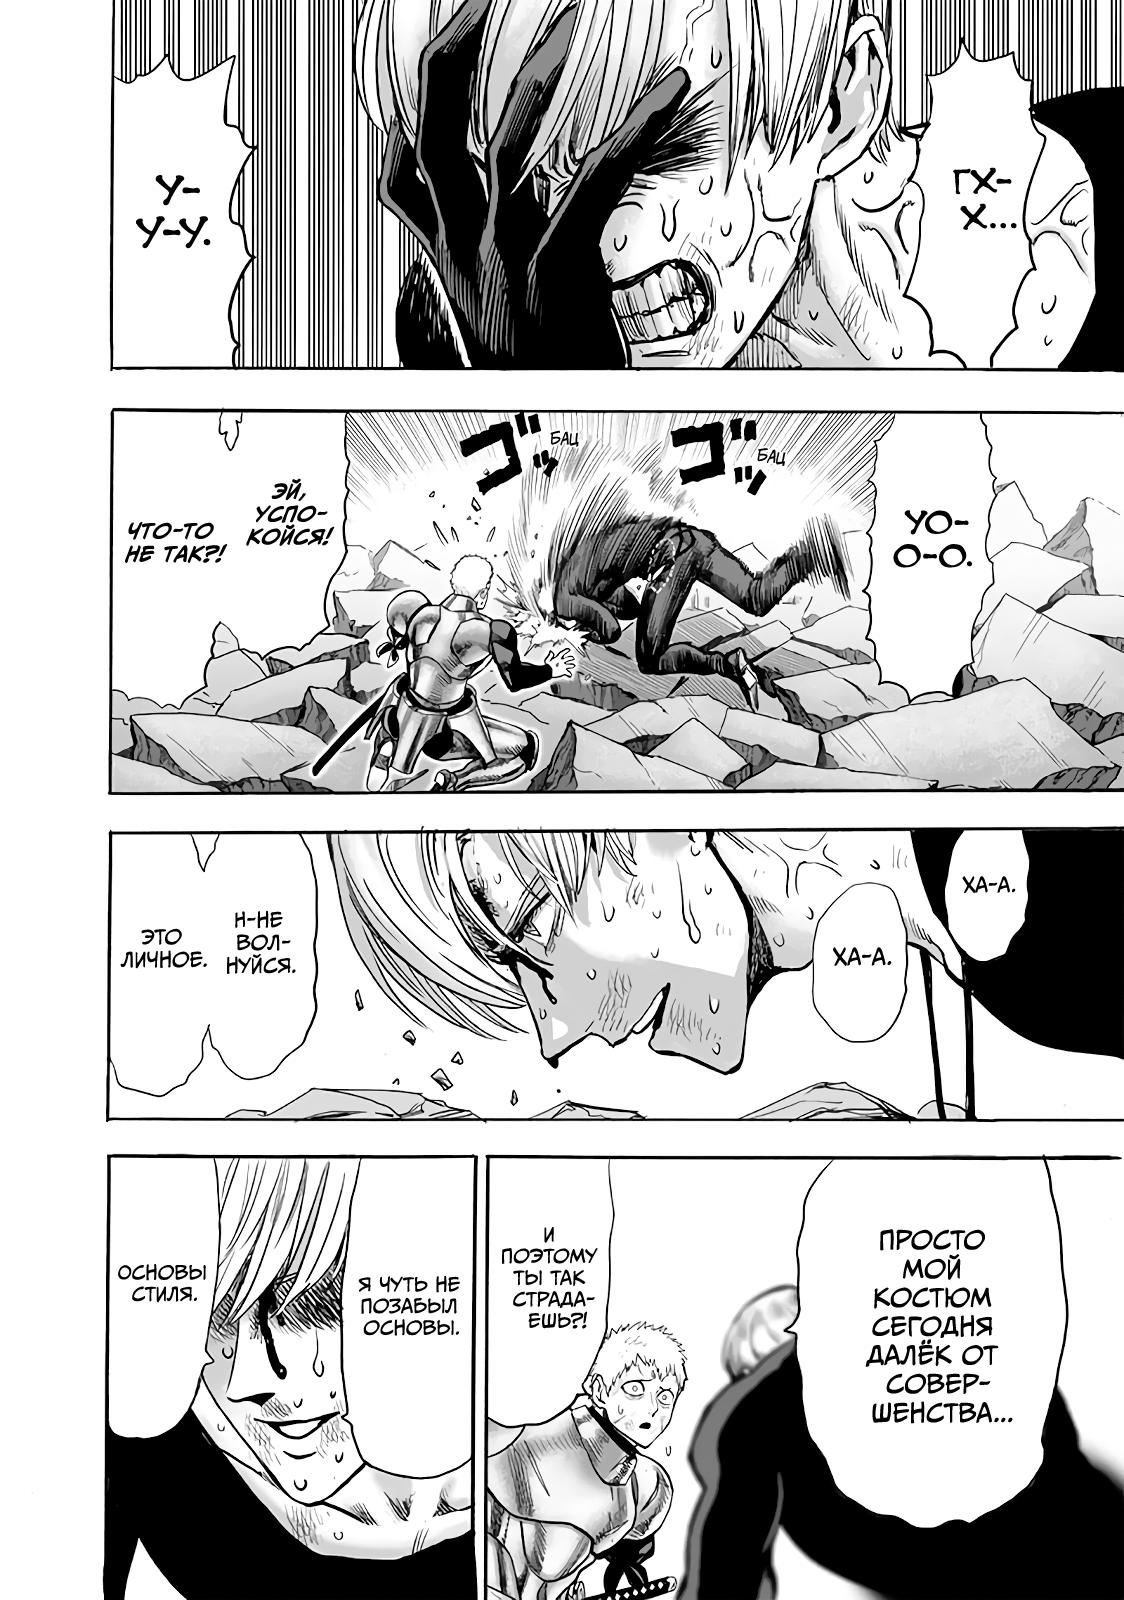 ГХ-
Х...
У-
У-У.
УО-
О-О.
ゴッ
БАЦ
ゴッ
БАЦ
ЭЙ,
УСПО-
КОЙСЯ!
ЧТО-ТО
НЕ ТАК?!
ХА-А.
ХА-А.
Н-НЕ
ВОЛ-
НУЙСЯ.
ЭТО
ЛИЧНОЕ.
ПРОСТО
МОЙ
КОСТЮМ
СЕГОДНЯ
ДАЛЁК ОТ
СОВЕР-
ШЕНСТВА...
И
ПОЭТОМУ
ТЫ ТАК
СТРАДА-
ЕШЬ?!
Я ЧУТЬ НЕ
ПОЗАБЫЛ
ОСНОВЫ.
ОСНОВЫ
СТИЛЯ.